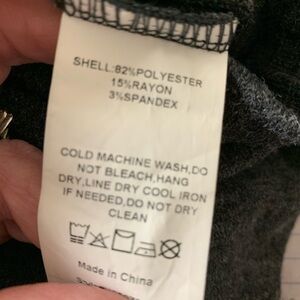 SHELL:82%POLYESTER
15%RAYON
3%SPANDEX
COLD MACHINE WASH,DO
NOT BLEACH,HANG
DRY,LINE DRY COOL IRON
IF NEEDED,DO NOT DRY
CLEAN
Made in China